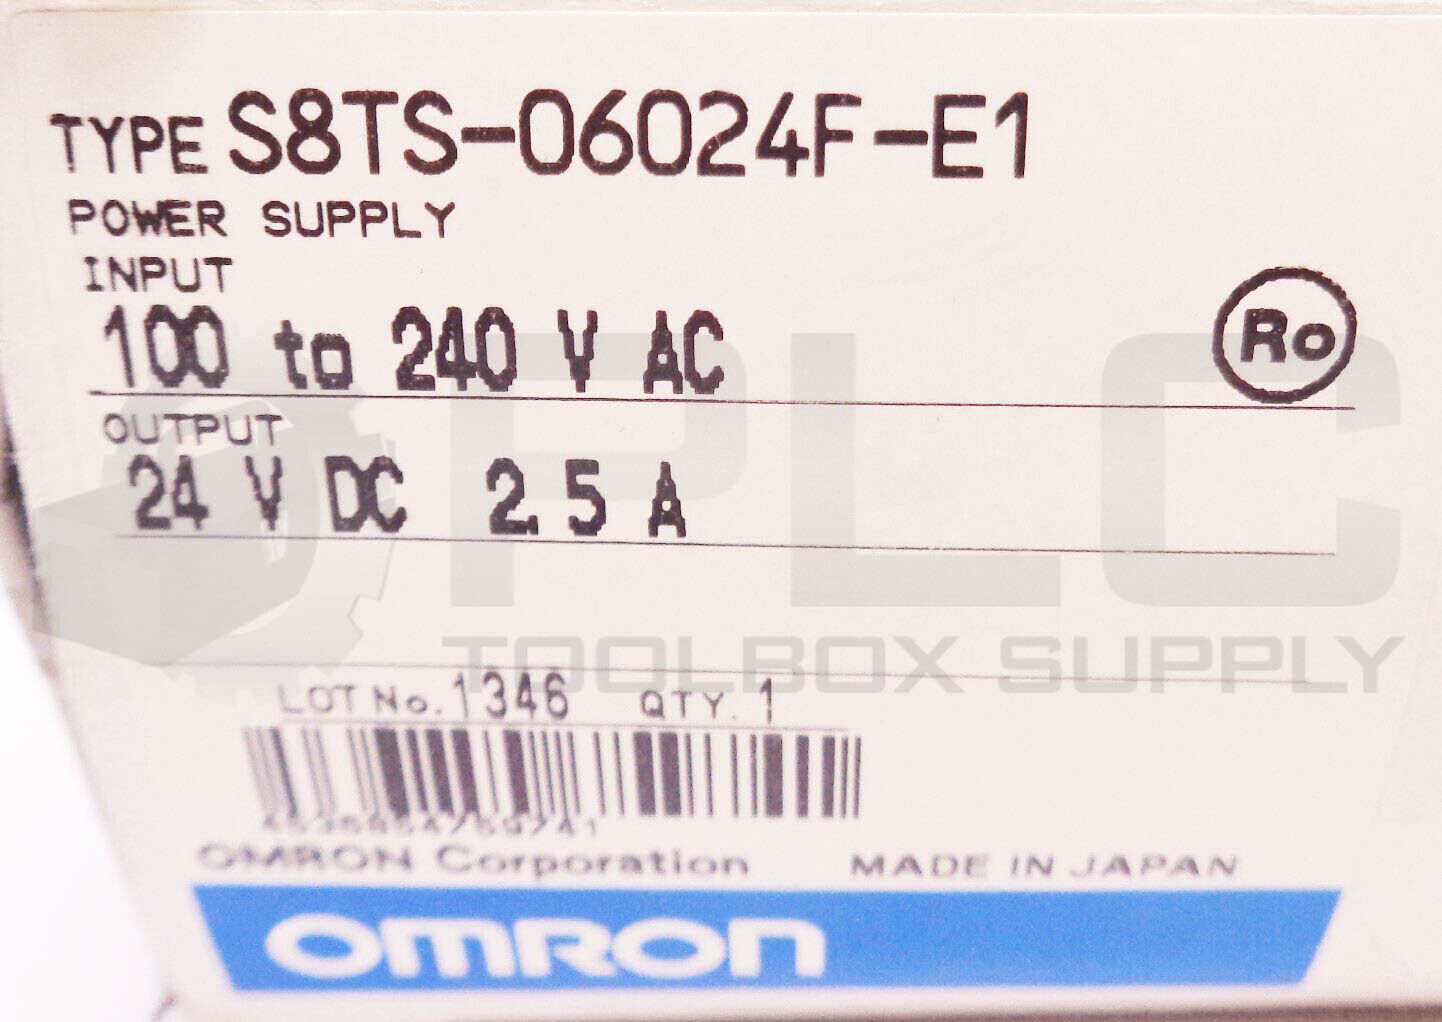 TYPE S8TS-06024F-E1
POWER SUPPLY
INPUT
100 to 240 V AC
Ro
OUTPUT
24 V DC 2.5 A
PLC
TOOLBOX SUPPLY
LOT No. 1346 QTY. 1
OMRON Corporation MADE IN JAPAN
OMRON